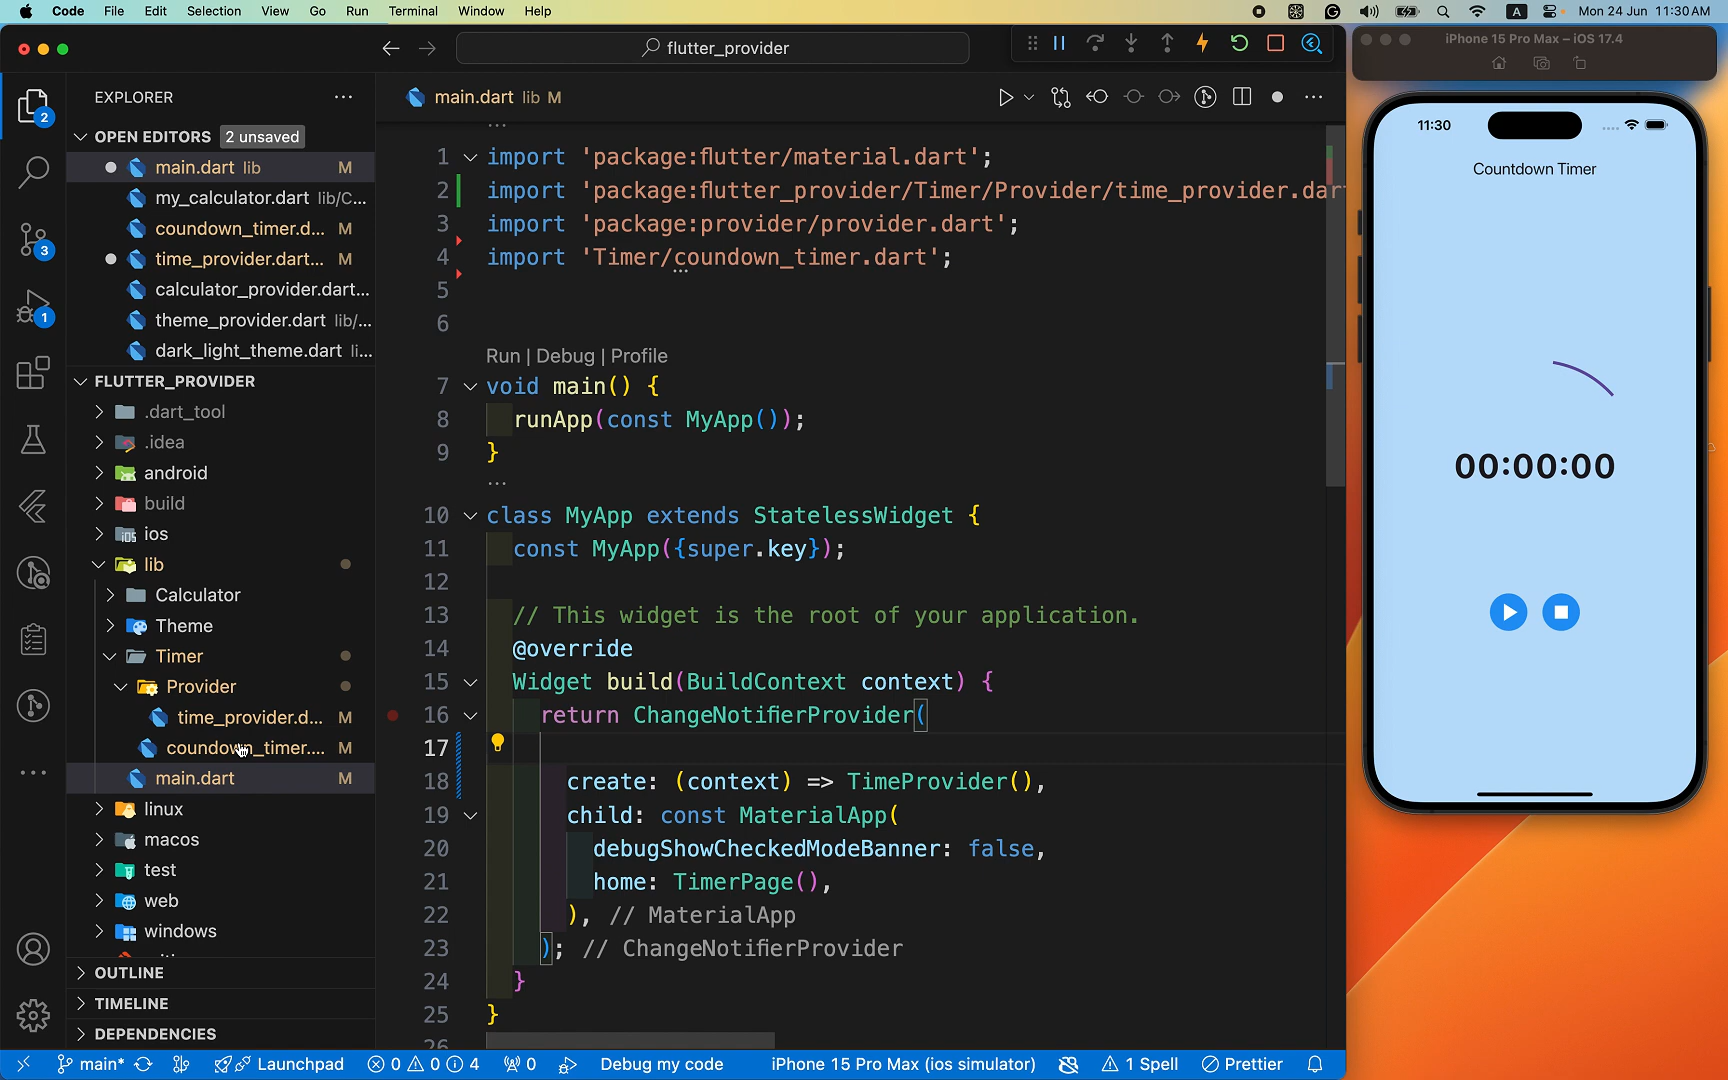 Code File Edit Selection View Go Run Terminal Window Help
A Mon 24 Jun 11:30 AM
flutter_provider
iPhone 15 Pro Max – iOS 17.4
EXPLORER
OPEN EDITORS 2 unsaved
main.dart lib M
my_calculator.dart lib/C...
coundown_timer.d... M
time_provider.dart... M
calculator_provider.dart...
theme_provider.dart lib/...
dark_light_theme.dart li...
FLUTTER_PROVIDER
.dart_tool
.idea
android
build
ios
lib
Calculator
Theme
Timer
Provider
time_provider.d... M
coundown_timer.... M
main.dart M
linux
macos
test
web
windows
OUTLINE
TIMELINE
DEPENDENCIES
2
3
1
main.dart lib M
1 import 'package:flutter/material.dart';
2 import 'package:flutter_provider/Timer/Provider/time_provider.dar
3 import 'package:provider/provider.dart';
4 import 'Timer/coundown_timer.dart';
5
6
Run | Debug | Profile
7 void main() {
8 runApp(const MyApp());
9 }
10 class MyApp extends StatelessWidget {
11 const MyApp({super.key});
12
13 // This widget is the root of your application.
14 @override
15 Widget build(BuildContext context) {
16 return ChangeNotifierProvider(
17
18 create: (context) => TimeProvider(),
19 child: const MaterialApp(
20 debugShowCheckedModeBanner: false,
21 home: TimerPage(),
22 ), // MaterialApp
23 ); // ChangeNotifierProvider
24 }
25 }
26
11:30
Countdown Timer
00:00:00
main* Launchpad 0 0 4 0 Debug my code iPhone 15 Pro Max (ios simulator) 1 Spell Prettier